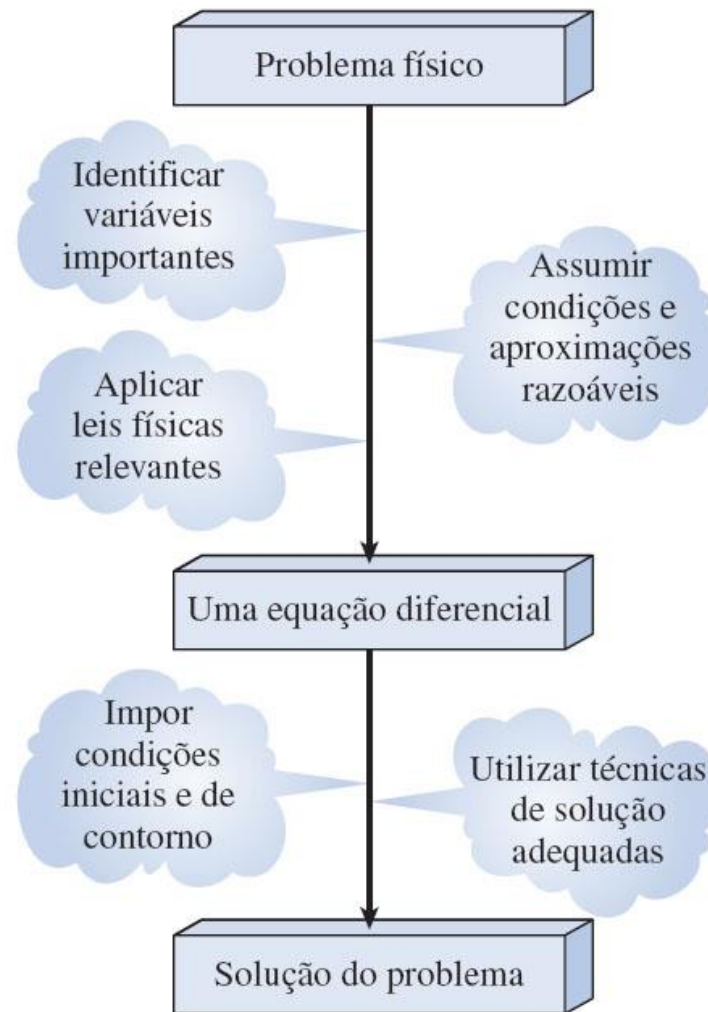 Problema físico
Identificar
variáveis
importantes
Assumir
condições e
aproximações
razoáveis
Aplicar
leis físicas
relevantes
Uma equação diferencial
Impor
condições
iniciais e de
contorno
Utilizar técnicas
de solução
adequadas
Solução do problema